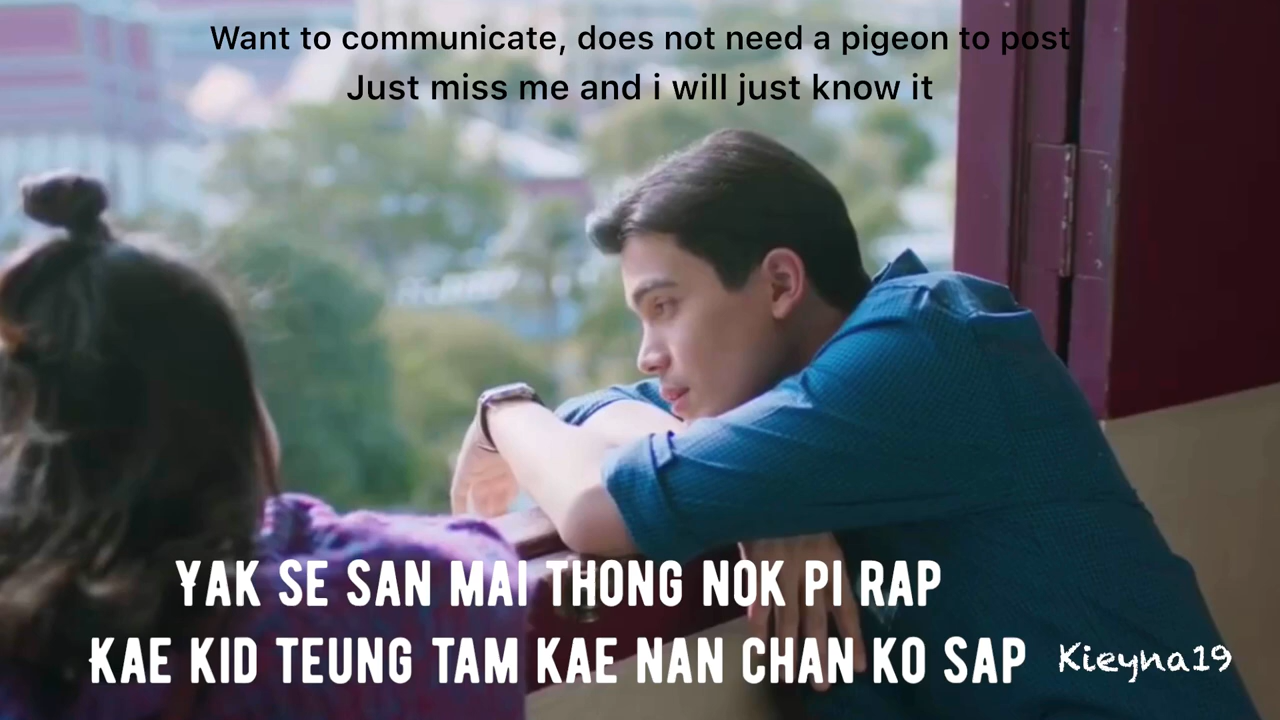 Want to communicate, does not need a pigeon to post
Just miss me and i will just know it
YAK SE SAN MAI THONG NOK PI RAP
KAE KID TEUNG TAM KAE NAN CHAN KO SAP
Kieyna19